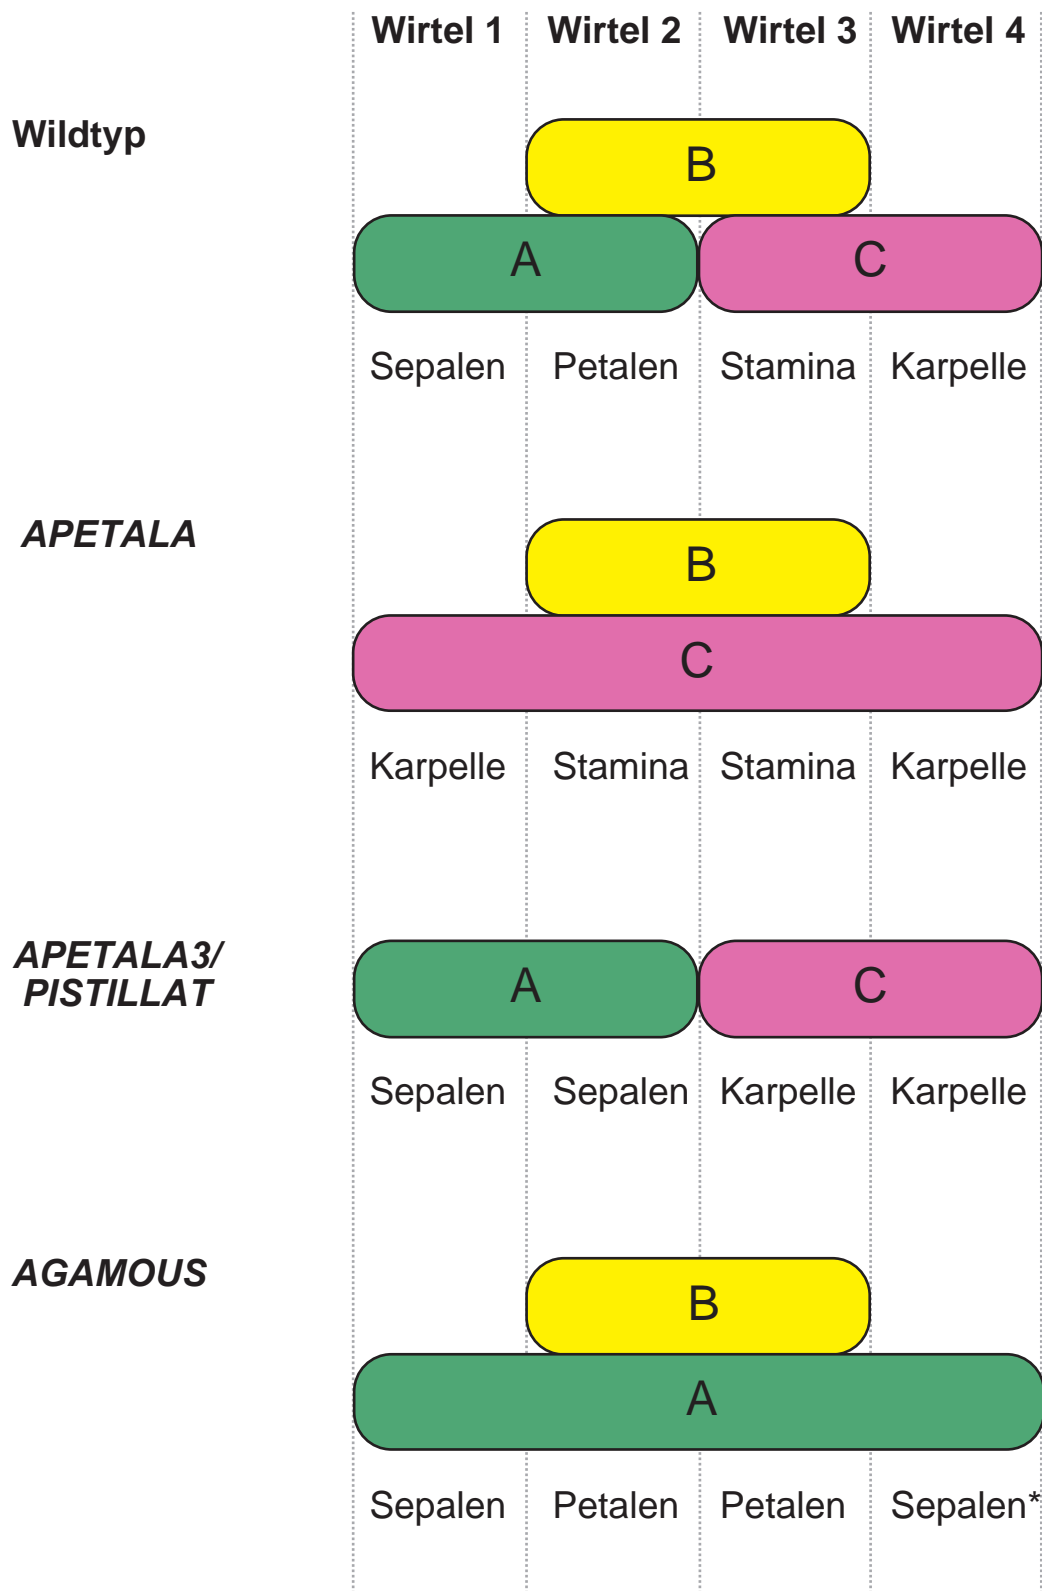 Wirtel 1 Wirtel 2 Wirtel 3 Wirtel 4
Wildtyp
B
A C
Sepalen Petalen Stamina Karpelle
APETALA
B
C
Karpelle Stamina Stamina Karpelle
APETALA3/
PISTILLAT
A C
Sepalen Sepalen Karpelle Karpelle
AGAMOUS
B
A
Sepalen Petalen Petalen Sepalen*